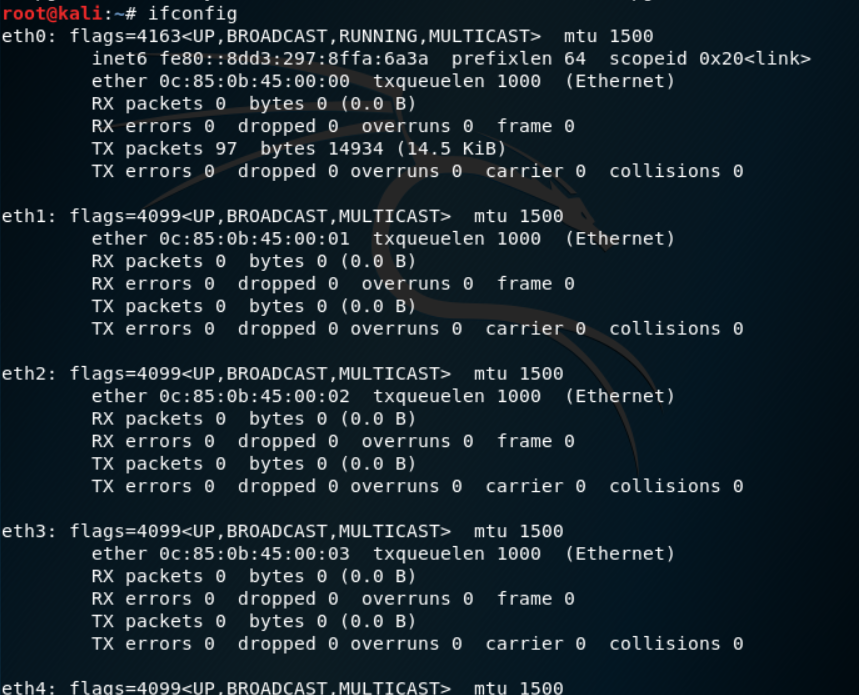 root@kali:~# ifconfig
eth0: flags=4163<UP,BROADCAST,RUNNING,MULTICAST>  mtu 1500
        inet6 fe80::8dd3:297:8ffa:6a3a  prefixlen 64  scopeid 0x20<link>
        ether 0c:85:0b:45:00:00  txqueuelen 1000  (Ethernet)
        RX packets 0  bytes 0 (0.0 B)
        RX errors 0  dropped 0  overruns 0  frame 0
        TX packets 97  bytes 14934 (14.5 KiB)
        TX errors 0  dropped 0 overruns 0  carrier 0  collisions 0

eth1: flags=4099<UP,BROADCAST,MULTICAST>  mtu 1500
        ether 0c:85:0b:45:00:01  txqueuelen 1000  (Ethernet)
        RX packets 0  bytes 0 (0.0 B)
        RX errors 0  dropped 0  overruns 0  frame 0
        TX packets 0  bytes 0 (0.0 B)
        TX errors 0  dropped 0 overruns 0  carrier 0  collisions 0

eth2: flags=4099<UP,BROADCAST,MULTICAST>  mtu 1500
        ether 0c:85:0b:45:00:02  txqueuelen 1000  (Ethernet)
        RX packets 0  bytes 0 (0.0 B)
        RX errors 0  dropped 0  overruns 0  frame 0
        TX packets 0  bytes 0 (0.0 B)
        TX errors 0  dropped 0 overruns 0  carrier 0  collisions 0

eth3: flags=4099<UP,BROADCAST,MULTICAST>  mtu 1500
        ether 0c:85:0b:45:00:03  txqueuelen 1000  (Ethernet)
        RX packets 0  bytes 0 (0.0 B)
        RX errors 0  dropped 0  overruns 0  frame 0
        TX packets 0  bytes 0 (0.0 B)
        TX errors 0  dropped 0 overruns 0  carrier 0  collisions 0

eth4: flags=4099<UP,BROADCAST,MULTICAST>  mtu 1500